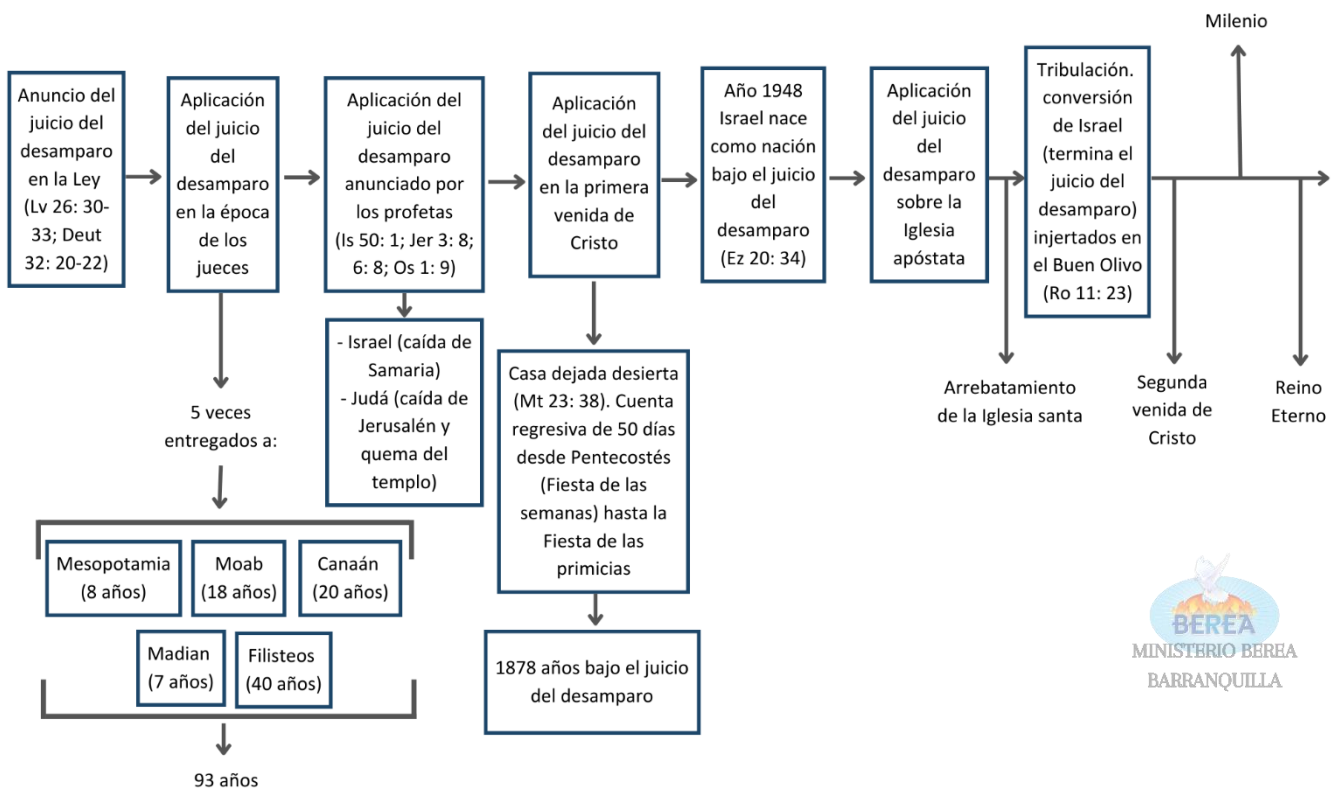 Anuncio del
juicio del
desamparo
en la Ley
(Lv 26: 30-
33; Deut
32: 20-22)
Aplicación
del juicio
del
desamparo
en la época
de los
jueces
5 veces
entregados a:
Mesopotamia
(8 años)
Moab
(18 años)
Canaán
(20 años)
Madian
(7 años)
Filisteos
(40 años)
93 años
Aplicación del
juicio del
desamparo
anunciado por
los profetas
(Is 50: 1; Jer 3: 8;
6: 8; Os 1: 9)
- Israel (caída de
Samaria)
- Judá (caída de
Jerusalén y
quema del
templo)
Aplicación
del juicio del
desamparo
en la primera
venida de
Cristo
Casa dejada desierta
(Mt 23: 38). Cuenta
regresiva de 50 días
desde Pentecostés
(Fiesta de las
semanas) hasta la
Fiesta de las
primicias
1878 años bajo el juicio
del desamparo
Año 1948
Israel nace
como nación
bajo el juicio
del
desamparo
(Ez 20: 34)
Aplicación
del juicio
del
desamparo
sobre la
Iglesia
apóstata
Arrebatamiento
de la Iglesia santa
Tribulación.
conversión
de Israel
(termina el
juicio del
desamparo)
injertados en
el Buen Olivo
(Ro 11: 23)
Segunda
venida de
Cristo
Milenio
Reino
Eterno
BEREA
MINISTERIO BEREA
BARRANQUILLA